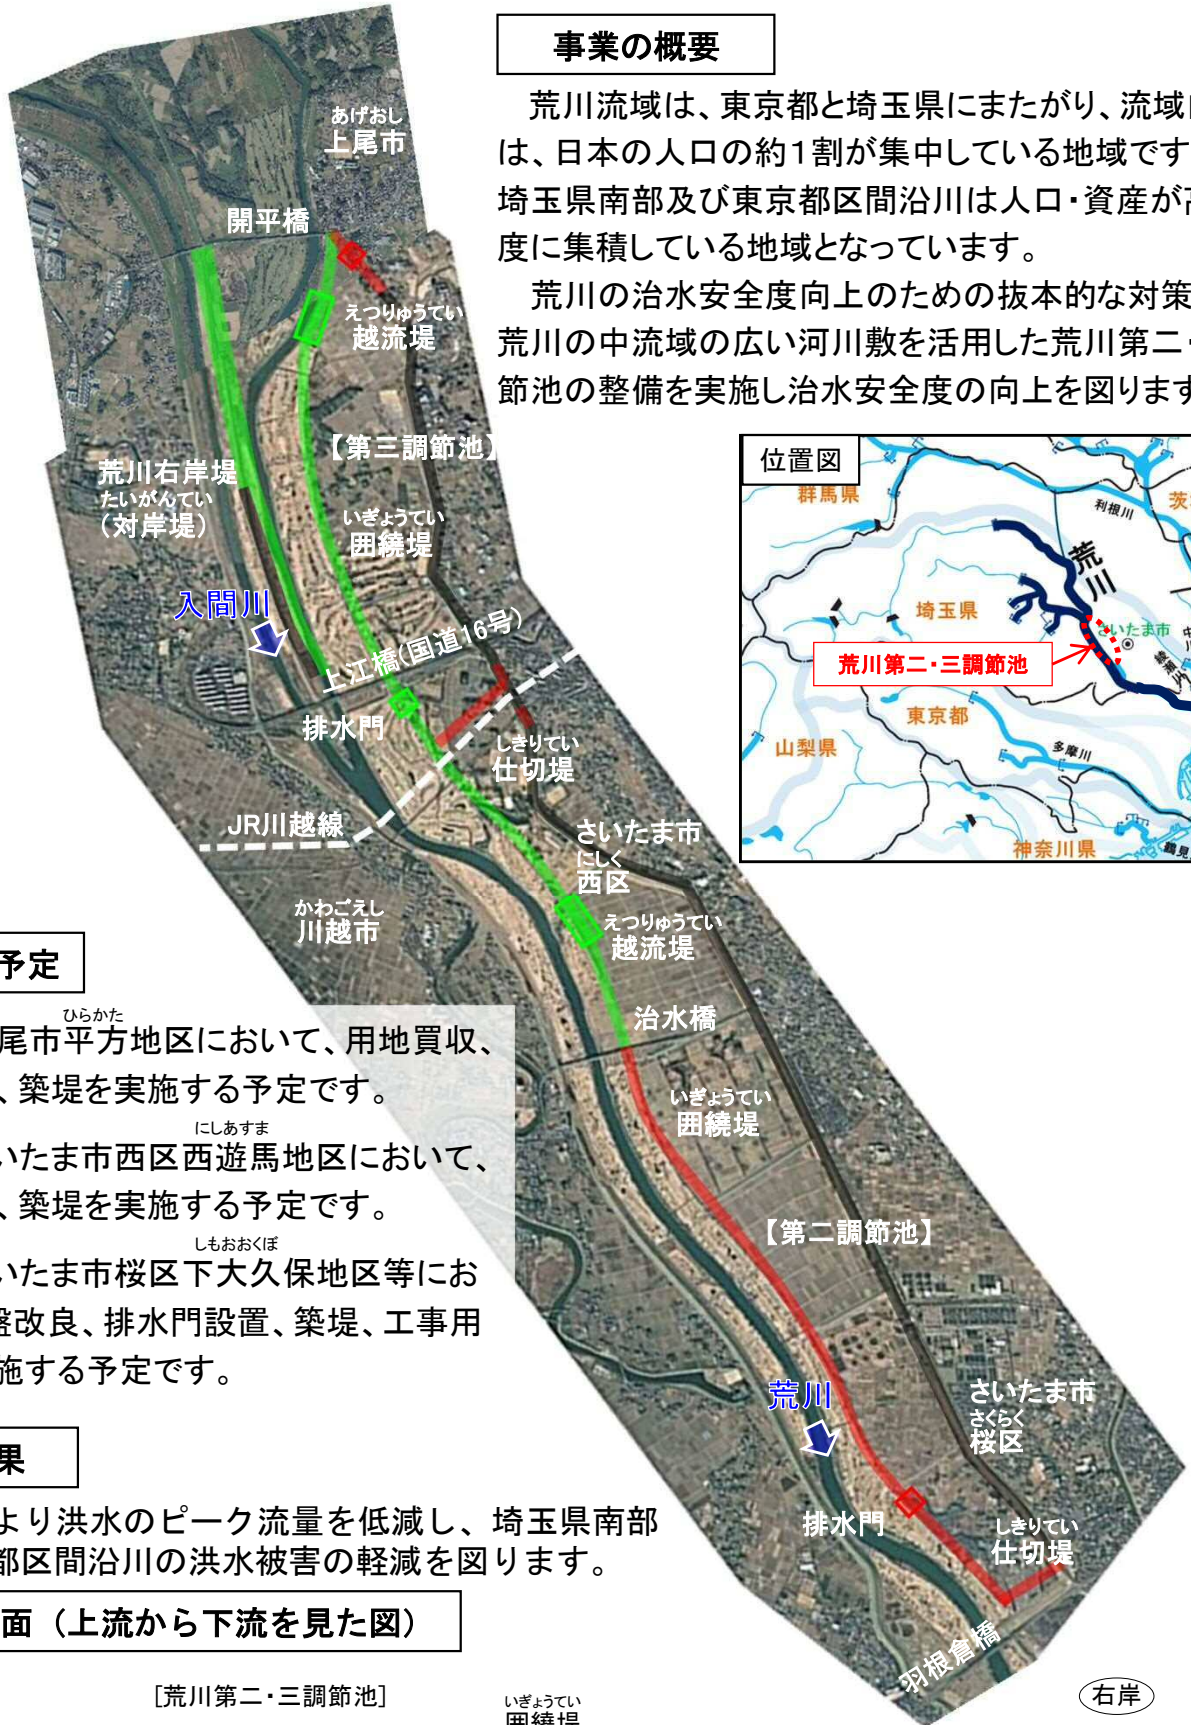 事業の概要
荒川流域は、東京都と埼玉県にまたがり、流域
は、日本の人口の約1割が集中している地域です
埼玉県南部及び東京都区間沿川は人口・資産が
度に集積している地域となっています。
荒川の治水安全度向上のための抜本的な対策
荒川の中流域の広い河川敷を活用した荒川第二・
節池の整備を実施し治水安全度の向上を図ります
あげおし
上尾市
開平橋
えつりゅうてい
越流堤
【第三調節池】
荒川右岸堤
たいがんてい
(対岸堤)
いぎょうてい
囲繞堤
入間川
上江橋(国道16号)
排水門
しきりてい
仕切堤
JR川越線
さいたま市
にしく
西区
かわごえし
川越市
えつりゅうてい
越流堤
治水橋
いぎょうてい
囲繞堤
【第二調節池】
荒川
さいたま市
さくらく
桜区
排水門
しきりてい
仕切堤
羽根倉橋
位置図
群馬県
利根川
茨
荒川
埼玉県
さいたま市
中川
綾瀬川
荒川第二・三調節池
東京都
山梨県
多摩川
神奈川県
鶴見
予定
ひらかた
尾市平方地区において、用地買収、
、築堤を実施する予定です。
にしあすま
いたま市西区西遊馬地区において、
、築堤を実施する予定です。
しもおおくぼ
いたま市桜区下大久保地区等にお
盤改良、排水門設置、築堤、工事用
施する予定です。
果
より洪水のピーク流量を低減し、埼玉県南部
都区間沿川の洪水被害の軽減を図ります。
面（上流から下流を見た図）
[荒川第二・三調節池]
いぎょうてい
囲繞堤
右岸